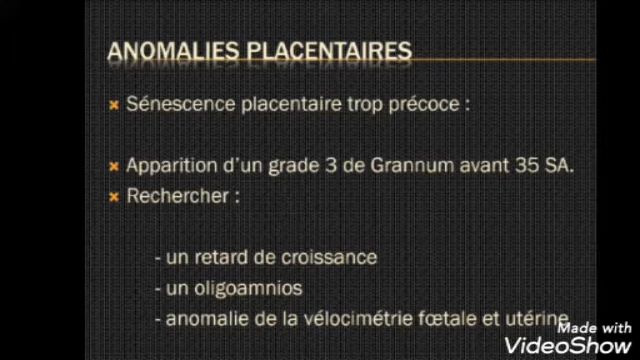 ANOMALIES PLACENTAIRES
Sénescence placentaire trop précoce :
Apparition d'un grade 3 de Grannum avant 35 SA.
Rechercher :
- un retard de croissance
- un oligoamnios
- anomalie de la vélocimétrie fœtale et utérine
Made with
VideoShow